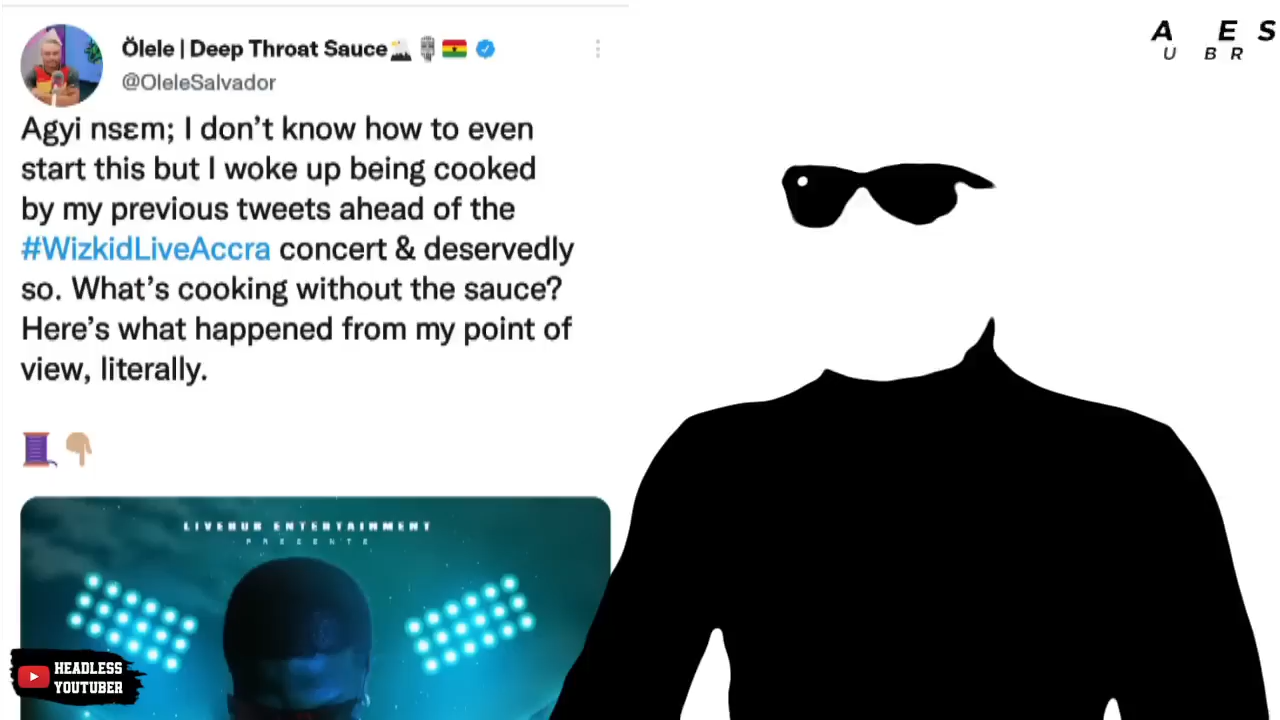 Ölele | Deep Throat Sauce
@OleleSalvador
Agyi nsɛm; I don't know how to even
start this but I woke up being cooked
by my previous tweets ahead of the
#WizkidLiveAccra concert & deservedly
so. What's cooking without the sauce?
Here's what happened from my point of
view, literally.
LIVEHUB ENTERTAINMENT
PRESENTS
HEADLESS
YOUTUBER
A ES
U BR